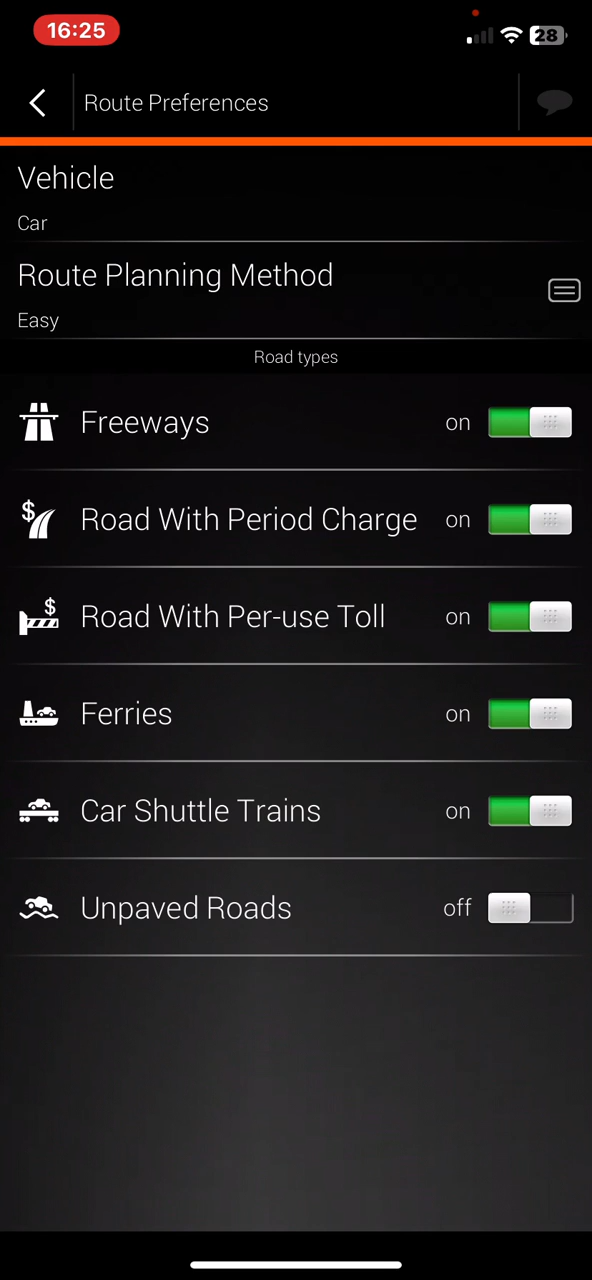 16:25
28
Route Preferences
Vehicle
Car
Route Planning Method
Easy
Road types
Freeways on
$ Road With Period Charge on
$ Road With Per-use Toll on
Ferries on
Car Shuttle Trains on
Unpaved Roads off